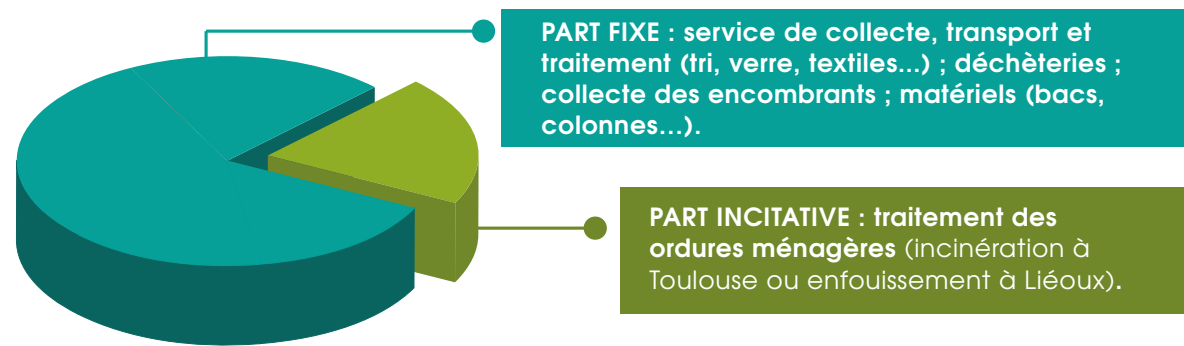 PART FIXE : service de collecte, transport et
traitement (tri, verre, textiles...) ; déchèteries ;
collecte des encombrants ; matériels (bacs,
colonnes...).
PART INCITATIVE : traitement des
ordures ménagères (incinération à
Toulouse ou enfouissement à Liéoux).